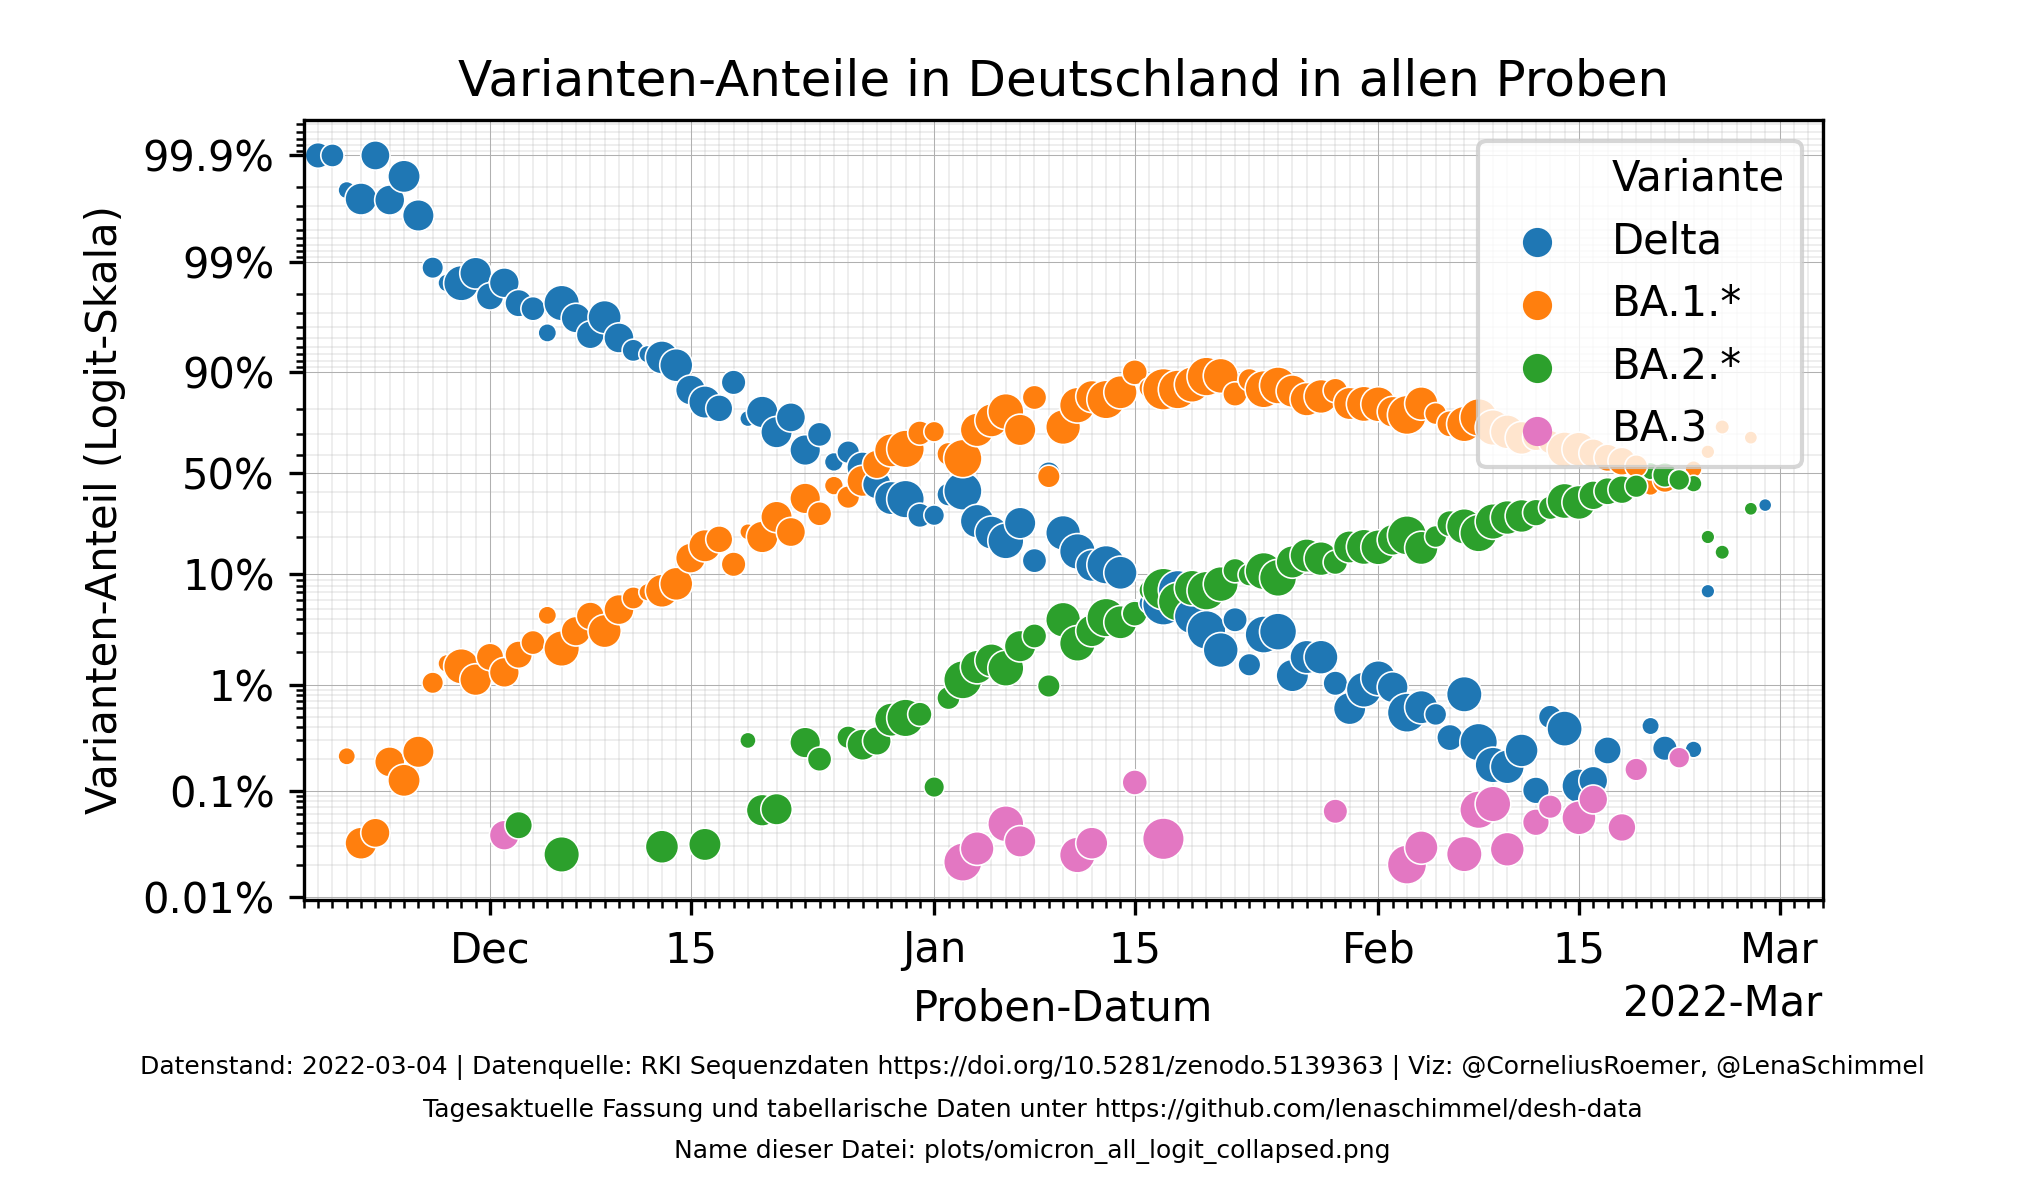 Varianten-Anteile in Deutschland in allen Proben
Varianten-Anteil (Logit-Skala)
99.9%
99%
90%
50%
10%
1%
0.1%
0.01%
Variante
Delta
BA.1.*
BA.2.*
BA.3
Dec
15
Jan
15
Feb
15
Mar
Proben-Datum
2022-Mar
Datenstand: 2022-03-04 | Datenquelle: RKI Sequenzdaten https://doi.org/10.5281/zenodo.5139363 | Viz: @CorneliusRoemer, @LenaSchimmel
Tagesaktuelle Fassung und tabellarische Daten unter https://github.com/lenaschimmel/desh-data
Name dieser Datei: plots/omicron_all_logit_collapsed.png